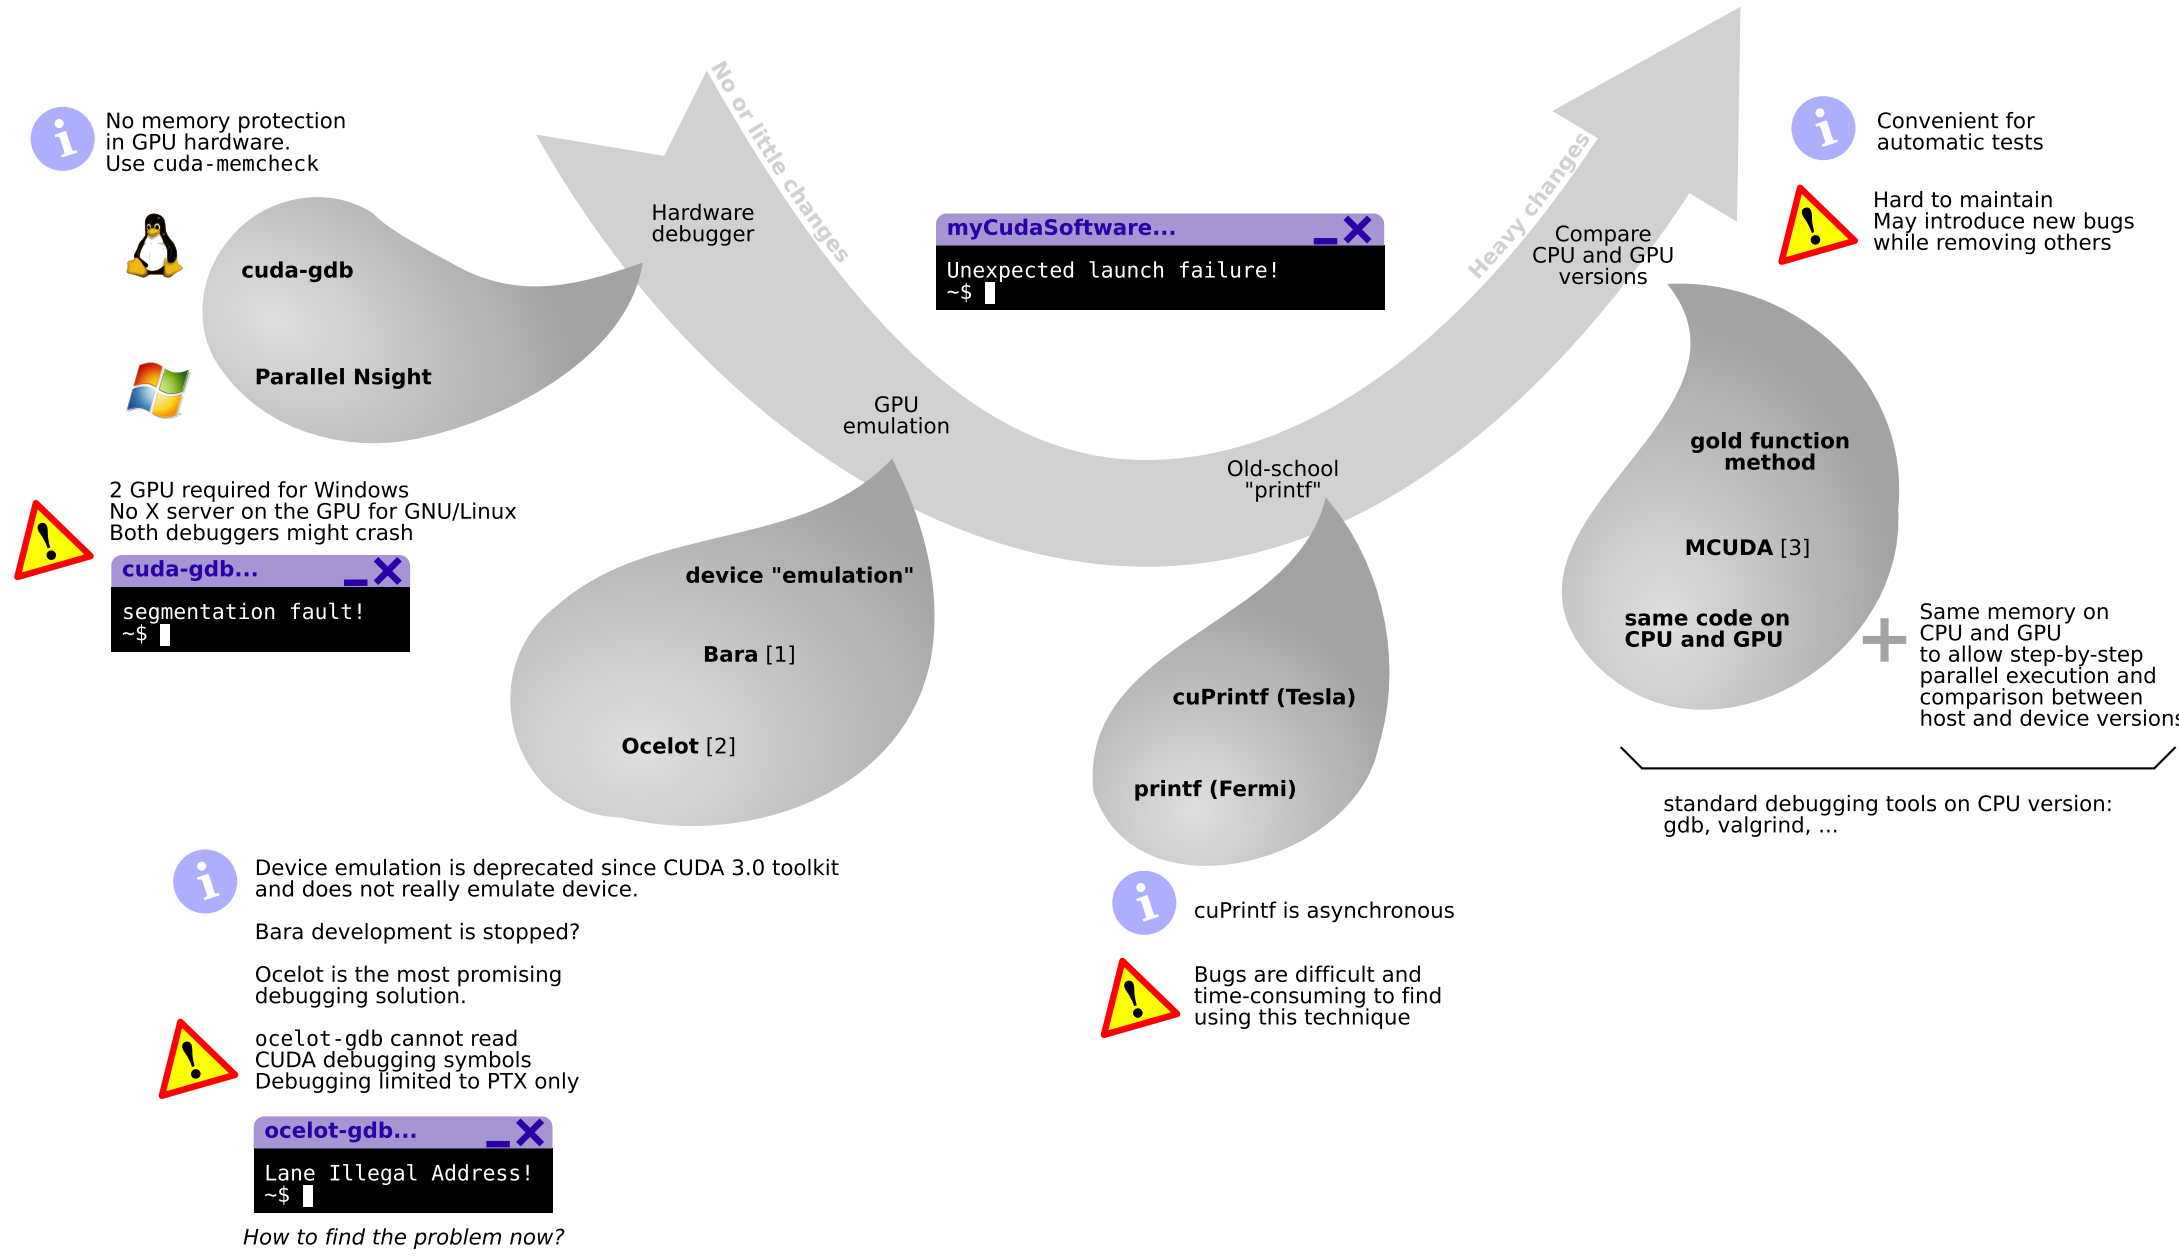 No or little changes
Heavy changes
No memory protection
in GPU hardware.
Use cuda-memcheck
cuda-gdb
Parallel Nsight
2 GPU required for Windows
No X server on the GPU for GNU/Linux
Both debuggers might crash
cuda-gdb...
segmentation fault!
~$
Hardware
debugger
myCudaSoftware...
Unexpected launch failure!
~$
GPU
emulation
device "emulation"
Bara [1]
Ocelot [2]
Device emulation is deprecated since CUDA 3.0 toolkit
and does not really emulate device.
Bara development is stopped?
Ocelot is the most promising
debugging solution.
ocelot-gdb cannot read
CUDA debugging symbols
Debugging limited to PTX only
ocelot-gdb...
Lane Illegal Address!
~$
How to find the problem now?
Old-school
"printf"
cuPrintf (Tesla)
printf (Fermi)
cuPrintf is asynchronous
Bugs are difficult and
time-consuming to find
using this technique
Compare
CPU and GPU
versions
Convenient for
automatic tests
Hard to maintain
May introduce new bugs
while removing others
gold function
method
MCUDA [3]
same code on
CPU and GPU
+
Same memory on
CPU and GPU
to allow step-by-step
parallel execution and
comparison between
host and device versions
standard debugging tools on CPU version:
gdb, valgrind, ...